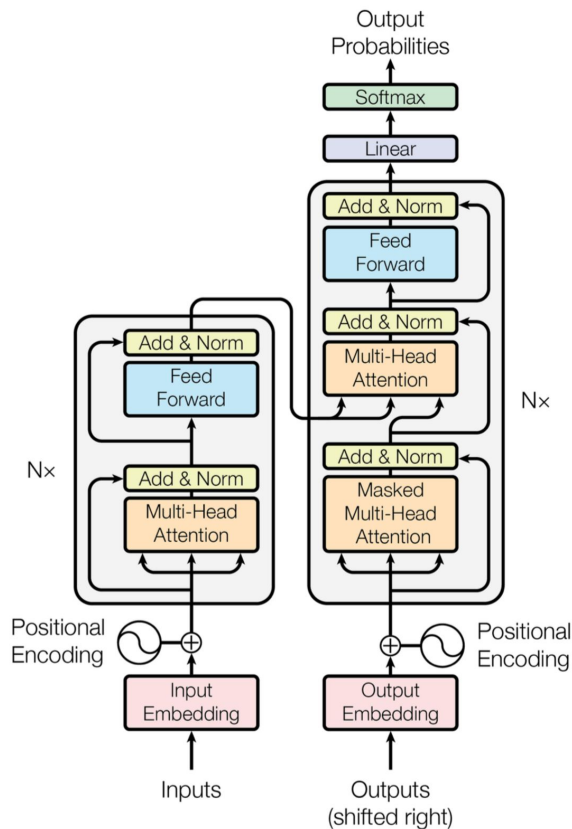 Output
Probabilities
Softmax
Linear
Add & Norm
Feed
Forward
Add & Norm
Multi-Head
Attention
Add & Norm
Masked
Multi-Head
Attention
Nx
Add & Norm
Feed
Forward
Add & Norm
Multi-Head
Attention
Nx
Positional
Encoding
Positional
Encoding
Input
Embedding
Output
Embedding
Inputs
Outputs
(shifted right)